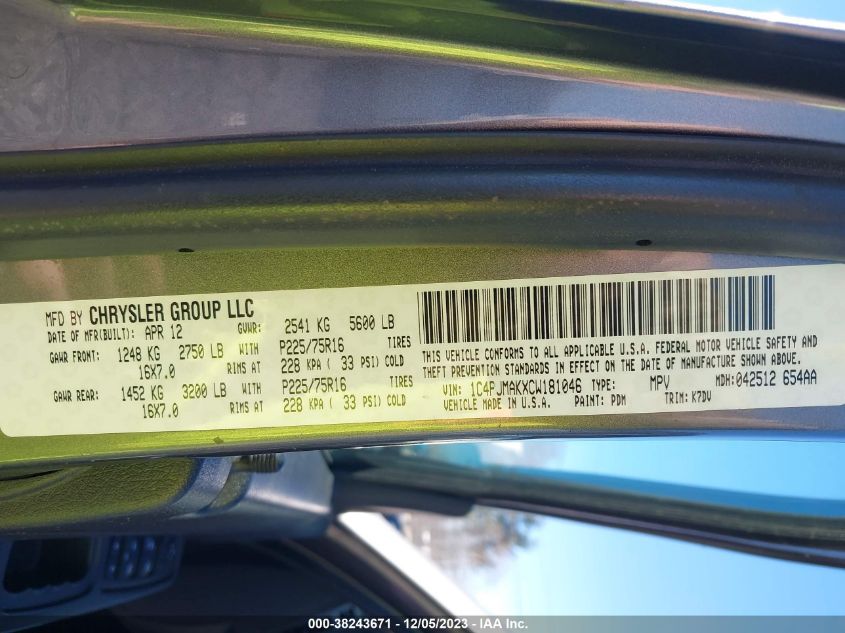 MFD BY CHRYSLER GROUP LLC
DATE OF MFR(BUILT): APR 12 GVWR: 2541 KG 5600 LB
GAWR FRONT: 1248 KG 2750 LB WITH P225/75R16 TIRES
16X7.0 RIMS AT 228 KPA ( 33 PSI) COLD
GAWR REAR: 1452 KG 3200 LB WITH P225/75R16 TIRES
16X7.0 RIMS AT 228 KPA ( 33 PSI) COLD
THIS VEHICLE CONFORMS TO ALL APPLICABLE U.S.A. FEDERAL MOTOR VEHICLE SAFETY AND
THEFT PREVENTION STANDARDS IN EFFECT ON THE DATE OF MANUFACTURE SHOWN ABOVE.
VIN: 1C4PJMAKXCW181046 TYPE: MPV MDH:042512 654AA
VEHICLE MADE IN U.S.A. PAINT: PDM TRIM: K7DV
000-38243671 - 12/05/2023 - IAA Inc.